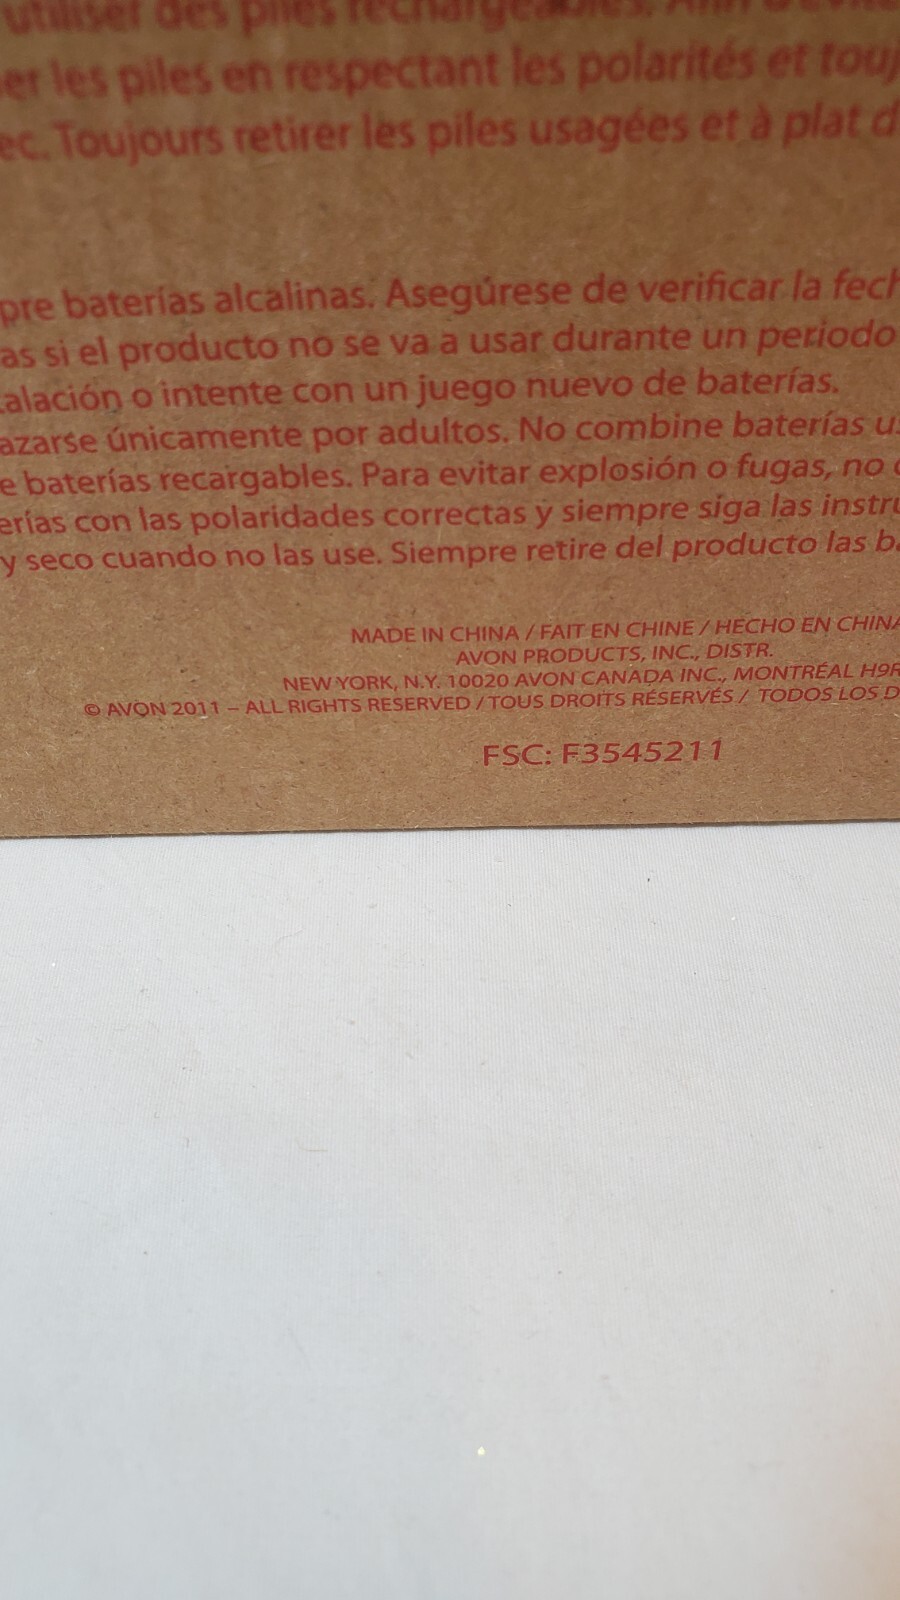 utiliser des piles rechargeables. Afin d'évite
er les piles en respectant les polarités et touj
ec. Toujours retirer les piles usagées et à plat d
pre baterías alcalinas. Asegúrese de verificar la fech
as si el producto no se va a usar durante un periodo
alación o intente con un juego nuevo de baterías.
azarse únicamente por adultos. No combine baterías us
e baterías recargables. Para evitar explosión o fugas, no
erías con las polaridades correctas y siempre siga las instru
y seco cuando no las use. Siempre retire del producto las ba
MADE IN CHINA / FAIT EN CHINE / HECHO EN CHINA
AVON PRODUCTS, INC., DISTR.
NEW YORK, N.Y. 10020 AVON CANADA INC., MONTRÉAL H9R
© AVON 2011 – ALL RIGHTS RESERVED / TOUS DROITS RÉSERVÉS / TODOS LOS D
FSC: F3545211